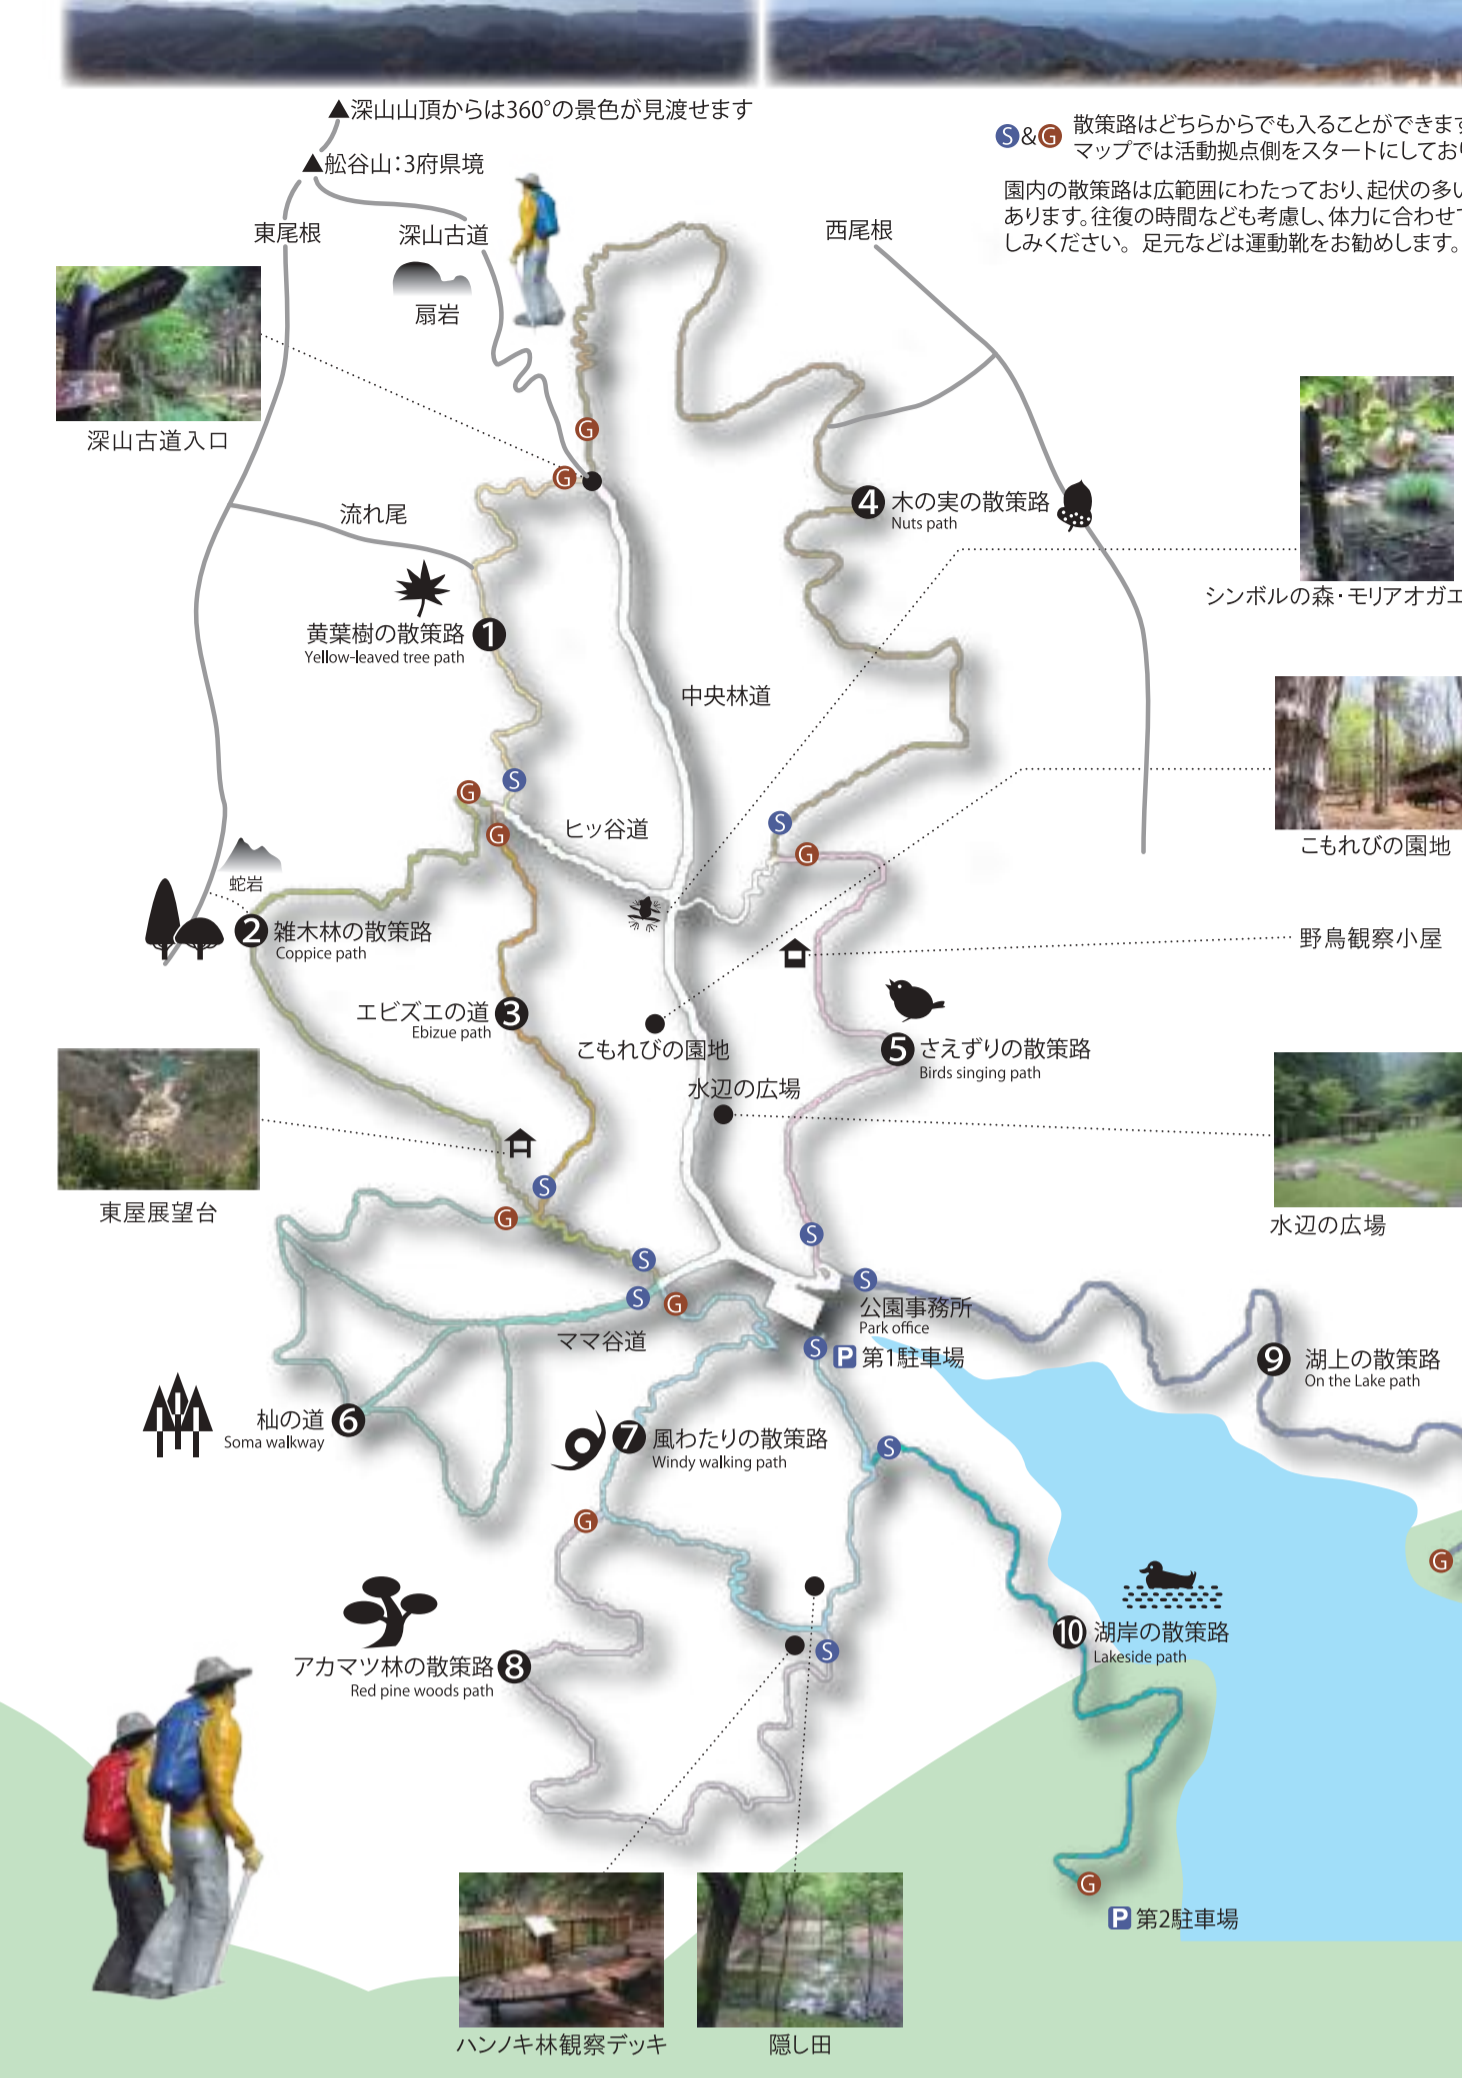 ▲深山山頂からは360°の景色が見渡せます
▲舩谷山:3府県境
S&G 散策路はどちらからでも入ることができます
マップでは活動拠点側をスタートにしてお
園内の散策路は広範囲にわたっており、起伏の多い
あります。往復の時間なども考慮し、体力に合わせて
しみください。足元などは運動靴をお勧めします。
東尾根
深山古道
西尾根
扇岩
深山古道入口
G
G
流れ尾
4 木の実の散策路
Nuts path
シンボルの森・モリアオガエ
黄葉樹の散策路 1
Yellow-leaved tree path
中央林道
S
G
G
ヒッ谷道
S
G
こもれびの園地
蛇岩
2 雑木林の散策路
Coppice path
野鳥観察小屋
エビズエの道 3
Ebizue path
こもれびの園地
5 さえずりの散策路
Birds singing path
水辺の広場
東屋展望台
S
G
水辺の広場
S
S
S
S
G
公園事務所
Park office
ママ谷道
S
P 第1駐車場
9 湖上の散策路
On the Lake path
杣の道 6
Soma walkway
7 風わたりの散策路
Windy walking path
S
G
G
アカマツ林の散策路 8
Red pine woods path
S
10 湖岸の散策路
Lakeside path
G
P 第2駐車場
ハンノキ林観察デッキ
隠し田